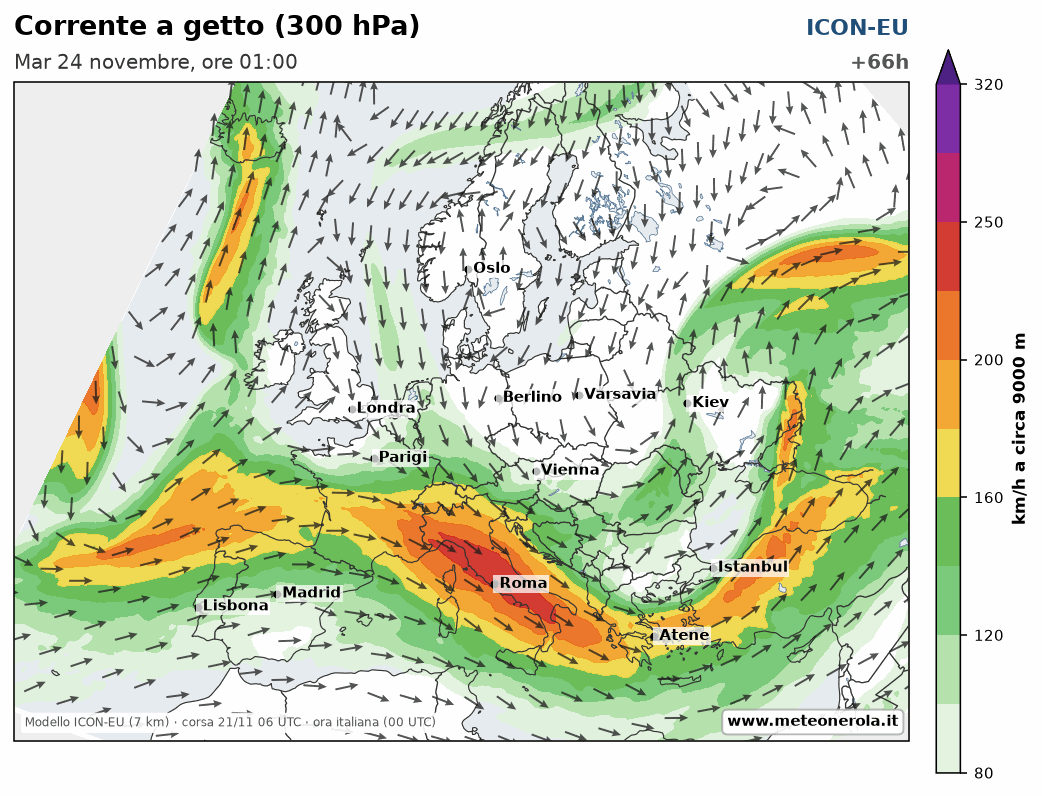 Corrente a getto (300 hPa)
ICON-EU
Mar 24 novembre, ore 01:00
+66h
320
250
200
160
120
80
km/h a circa 9000 m
Oslo
Berlino
Varsavia
Kiev
Londra
Parigi
Vienna
Istanbul
Roma
Madrid
Lisbona
Atene
Modello ICON-EU (7 km) · corsa 21/11 06 UTC · ora italiana (00 UTC)
www.meteonerola.it